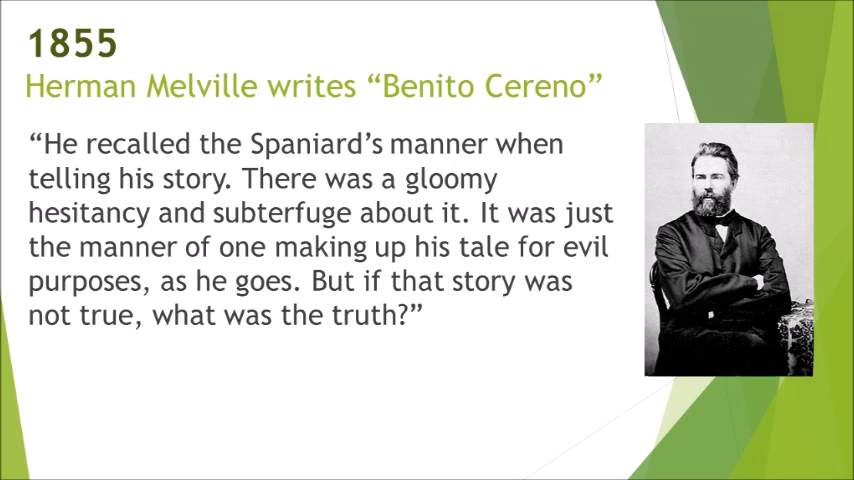 1855
Herman Melville writes “Benito Cereno”
“He recalled the Spaniard’s manner when
telling his story. There was a gloomy
hesitancy and subterfuge about it. It was just
the manner of one making up his tale for evil
purposes, as he goes. But if that story was
not true, what was the truth?”